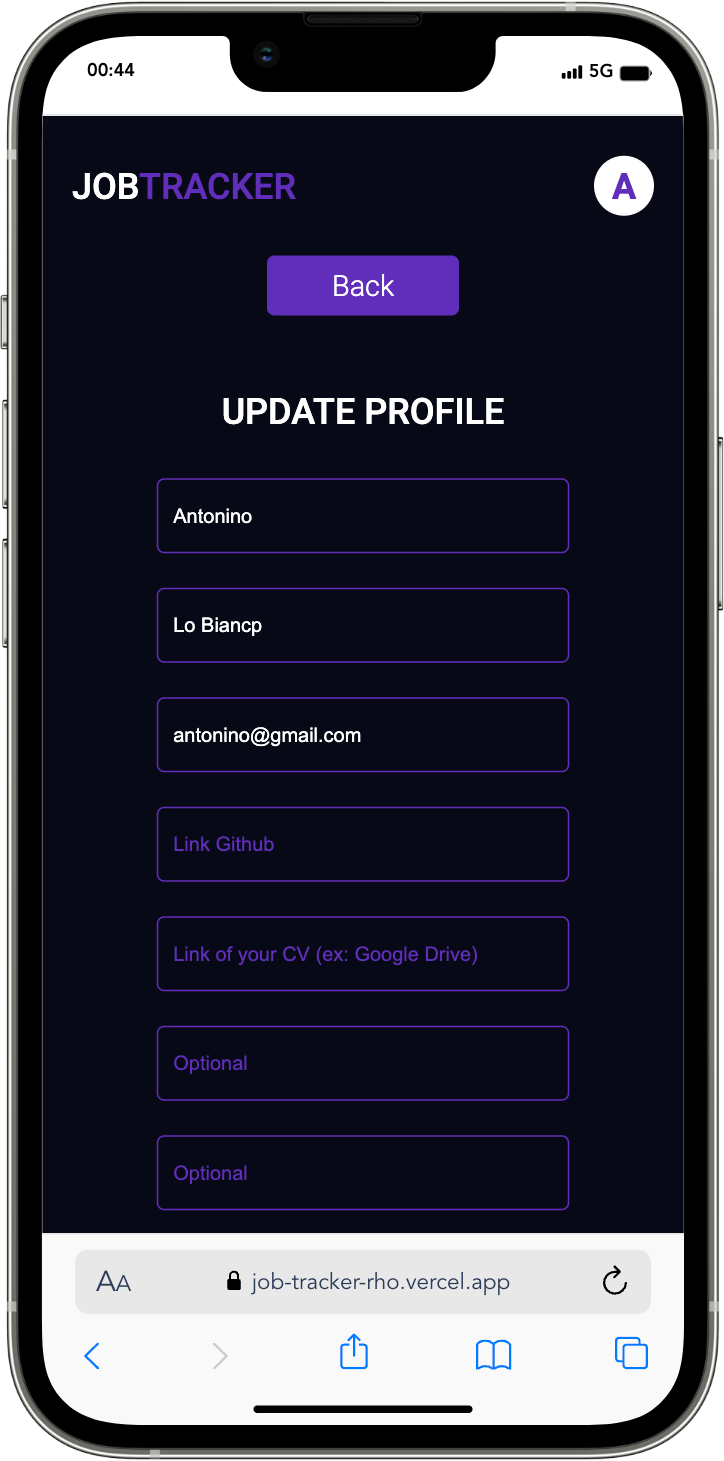 00:44 5G
JOBTRACKER A
Back
UPDATE PROFILE
Antonino
Lo Biancp
antonino@gmail.com
Link Github
Link of your CV (ex: Google Drive)
Optional
Optional
AA job-tracker-rho.vercel.app